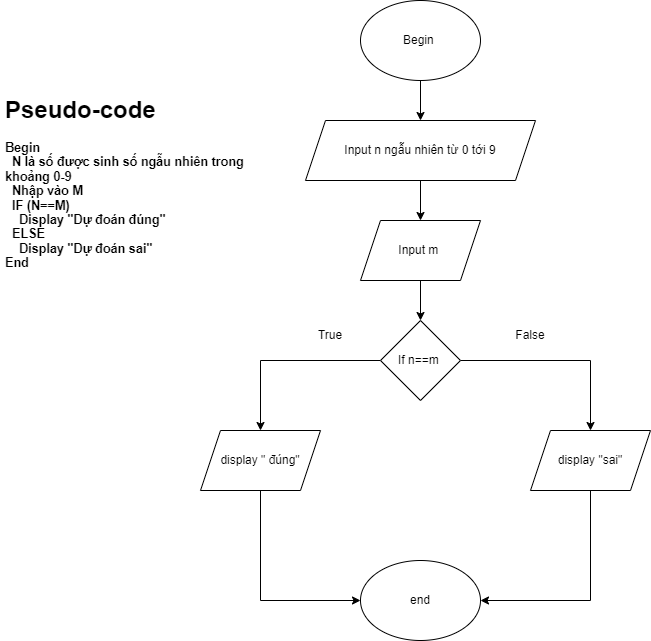 Pseudo-code
Begin
N là số được sinh số ngẫu nhiên trong
khoảng 0-9
Nhập vào M
IF (N==M)
Display "Dự đoán đúng"
ELSE
Display "Dự đoán sai"
End
Begin
Input n ngẫu nhiên từ 0 tới 9
Input m
If n==m
True
False
display " đúng"
display "sai"
end